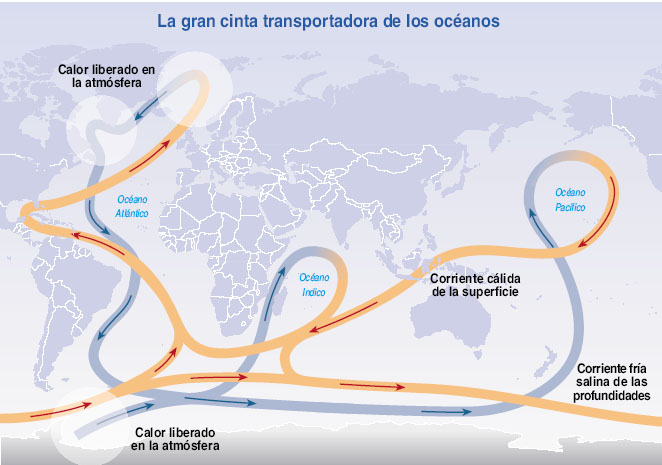 La gran cinta transportadora de los océanos
Calor liberado en
la atmósfera
Océano
Atlántico
Océano
Pacífico
Océano
Indico
Corriente cálida
de la superficie
Corriente fría
salina de las
profundidades
Calor liberado
en la atmósfera